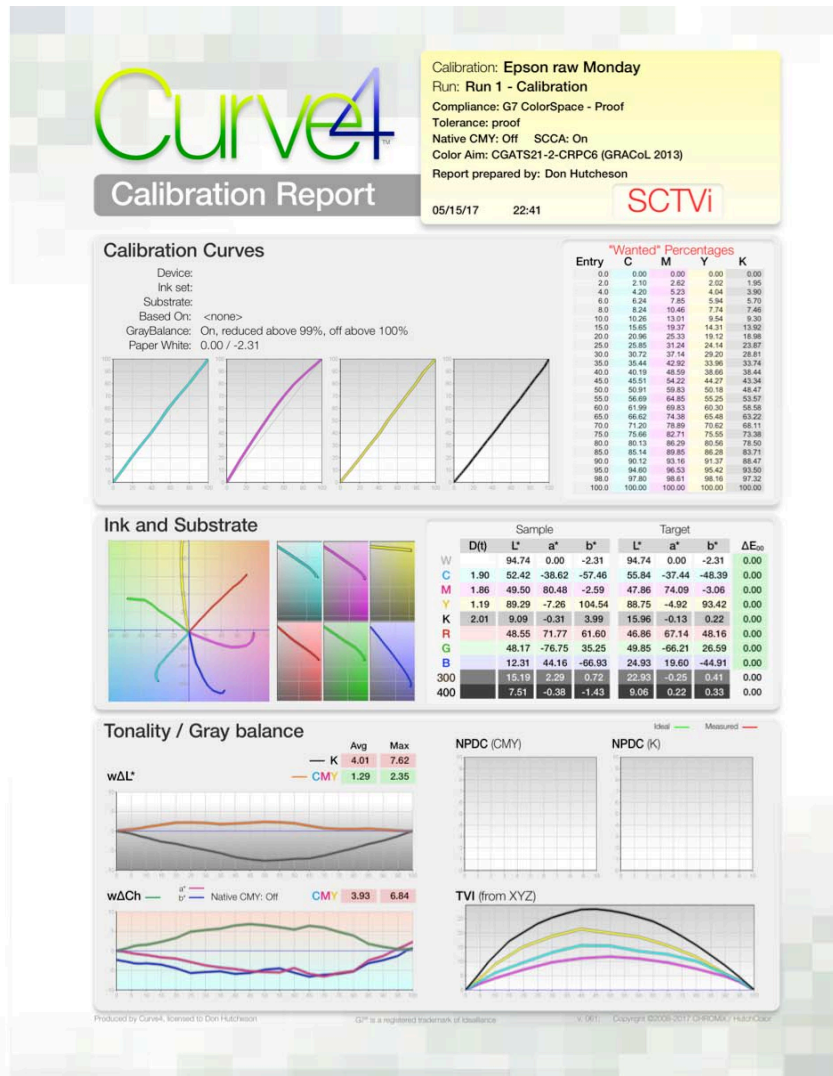 Curve4™
Calibration Report
Calibration: Epson raw Monday
Run: Run 1 - Calibration
Compliance: G7 ColorSpace - Proof
Tolerance: proof
Native CMY: Off SCCA: On
Color Aim: CGATS21-2-CRPC6 (GRACoL 2013)
Report prepared by: Don Hutcheson
05/15/17 22:41
SCTVi
Calibration Curves
Device:
Ink set:
Substrate:
Based On: <none>
GrayBalance: On, reduced above 99%, off above 100%
Paper White: 0.00 / -2.31
"Wanted" Percentages
Entry C M Y K
0.0 0.00 0.00 0.00 0.00
2.0 2.10 2.62 2.02 1.95
4.0 4.20 5.23 4.04 3.90
6.0 6.24 7.85 5.94 5.70
8.0 8.24 10.46 7.74 7.46
10.0 10.26 13.01 9.54 9.30
15.0 15.65 19.37 14.31 13.92
20.0 20.96 25.33 19.12 18.98
25.0 25.85 31.24 24.14 23.87
30.0 30.72 37.14 29.20 28.81
35.0 35.44 42.92 33.96 33.74
40.0 40.19 48.59 38.66 38.44
45.0 45.51 54.22 44.27 43.34
50.0 50.91 59.83 50.18 48.47
55.0 56.69 64.85 55.25 53.57
60.0 61.99 69.83 60.30 58.58
65.0 66.62 74.38 65.48 63.22
70.0 71.20 78.89 70.62 68.11
75.0 75.66 82.71 75.55 73.38
80.0 80.13 86.29 80.56 78.50
85.0 85.14 89.85 86.28 83.71
90.0 90.12 93.16 91.37 88.47
95.0 94.60 96.53 95.42 93.50
98.0 97.80 98.61 98.16 97.32
100.0 100.00 100.00 100.00 100.00
Ink and Substrate
Sample Target
D(t) L* a* b* L* a* b* ΔE₀₀
W 94.74 0.00 -2.31 94.74 0.00 -2.31 0.00
C 1.90 52.42 -38.62 -57.46 55.84 -37.44 -48.39 0.00
M 1.86 49.50 80.48 -2.59 47.86 74.09 -3.06 0.00
Y 1.19 89.29 -7.26 104.54 88.75 -4.92 93.42 0.00
K 2.01 9.09 -0.31 3.99 15.96 -0.13 0.22 0.00
R 48.55 71.77 61.60 46.86 67.14 48.16 0.00
G 48.17 -76.75 35.25 49.85 -66.21 26.59 0.00
B 12.31 44.16 -66.93 24.93 19.60 -44.91 0.00
300 15.19 2.29 0.72 22.93 -0.25 0.41 0.00
400 7.51 -0.38 -1.43 9.06 0.22 0.33 0.00
Tonality / Gray balance
Avg Max
K 4.01 7.62
wΔL* CMY 1.29 2.35
wΔCh a* b* Native CMY: Off CMY 3.93 6.84
Ideal Measured
NPDC (CMY) NPDC (K)
TVI (from XYZ)
Produced by Curve4, licensed to Don Hutcheson
G7® is a registered trademark of Idealliance
v. 061; Copyright ©2008-2017 CHROMiX / HutchColor